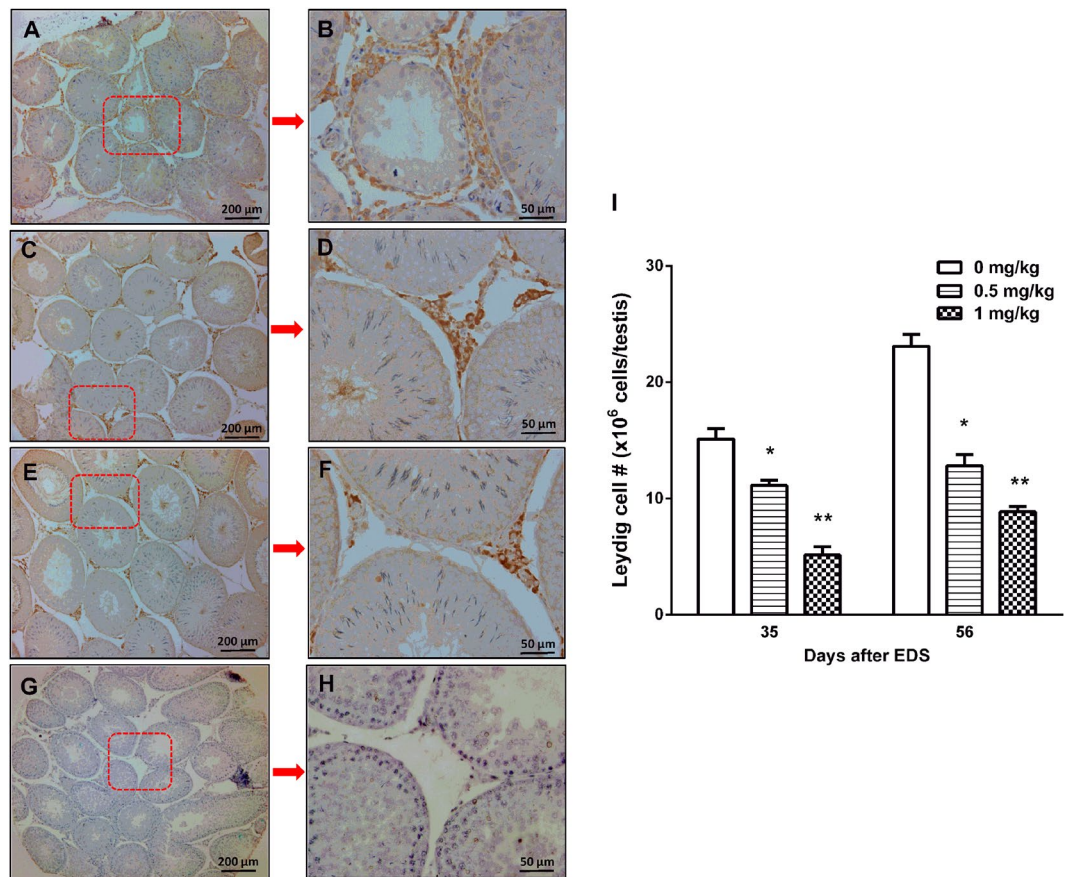 A
200 µm
B
50 µm
C
200 µm
D
50 µm
E
200 µm
F
50 µm
G
200 µm
H
50 µm
I
0 mg/kg
0.5 mg/kg
1 mg/kg
Leydig cell # (x10⁶ cells/testis)
30
20
10
0
*
**
*
**
35
56
Days after EDS